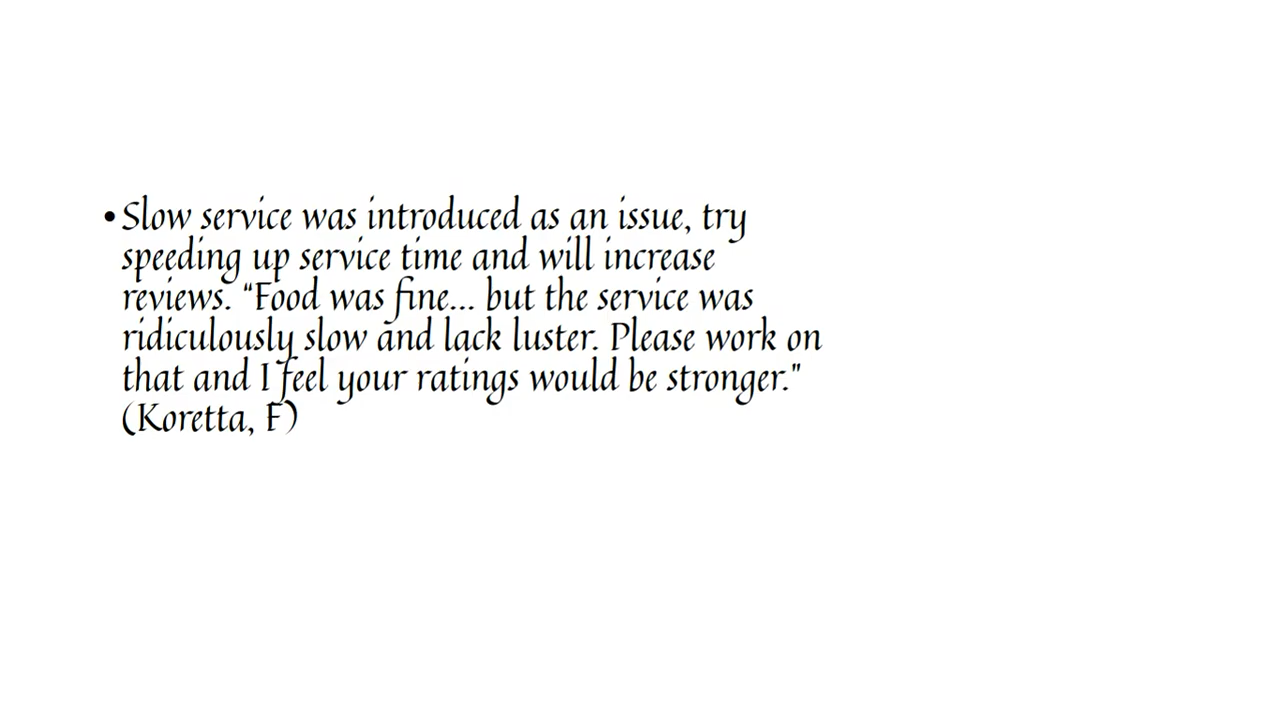 • Slow service was introduced as an issue, try
speeding up service time and will increase
reviews. "Food was fine... but the service was
ridiculously slow and lack luster. Please work on
that and I feel your ratings would be stronger."
(Koretta, F)